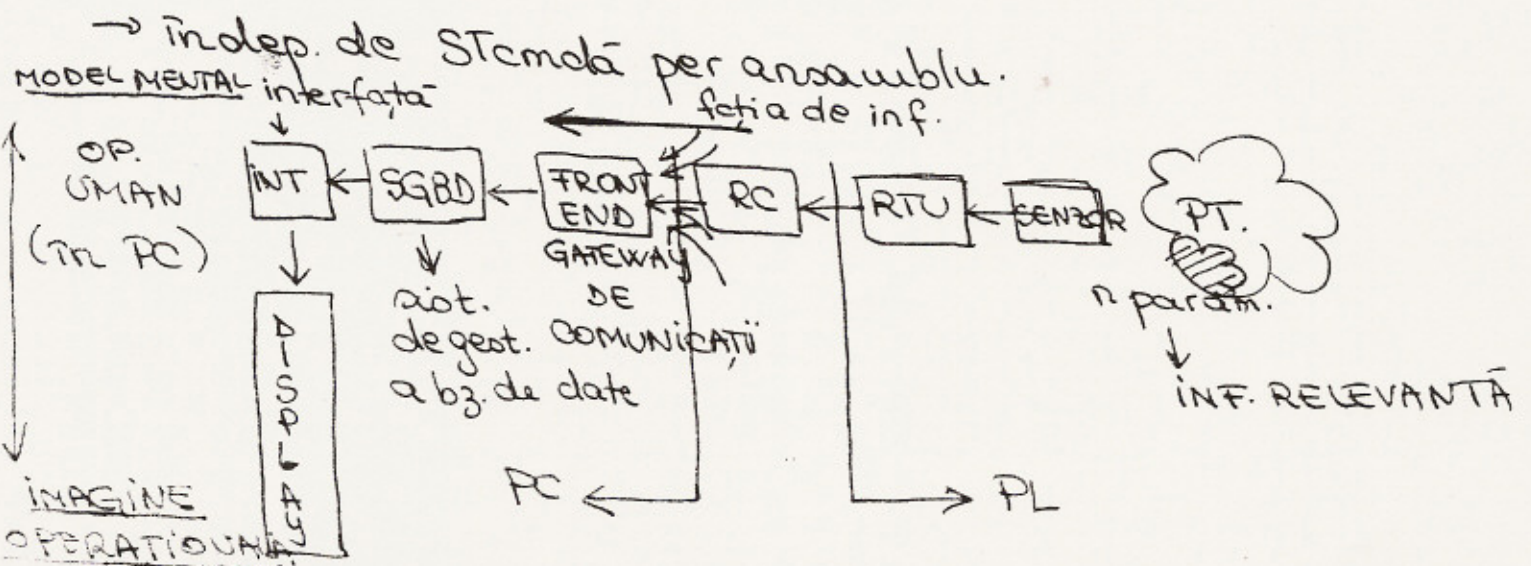 → îndep. de STcmdă per ansamblu.
MODEL MENTAL interfață
fcția de inf.
OP.
UMAN
(în PC)
INT
SGBD
FRONT
END
RC
RTU
SENZOR
PT.
GATEWAY
DE
COMUNICAȚII
sist.
de gest.
a bz. de date
n param.
INF. RELEVANTĂ
DISPLAY
PC
PL
IMAGINE
OPERAȚIONALĂ